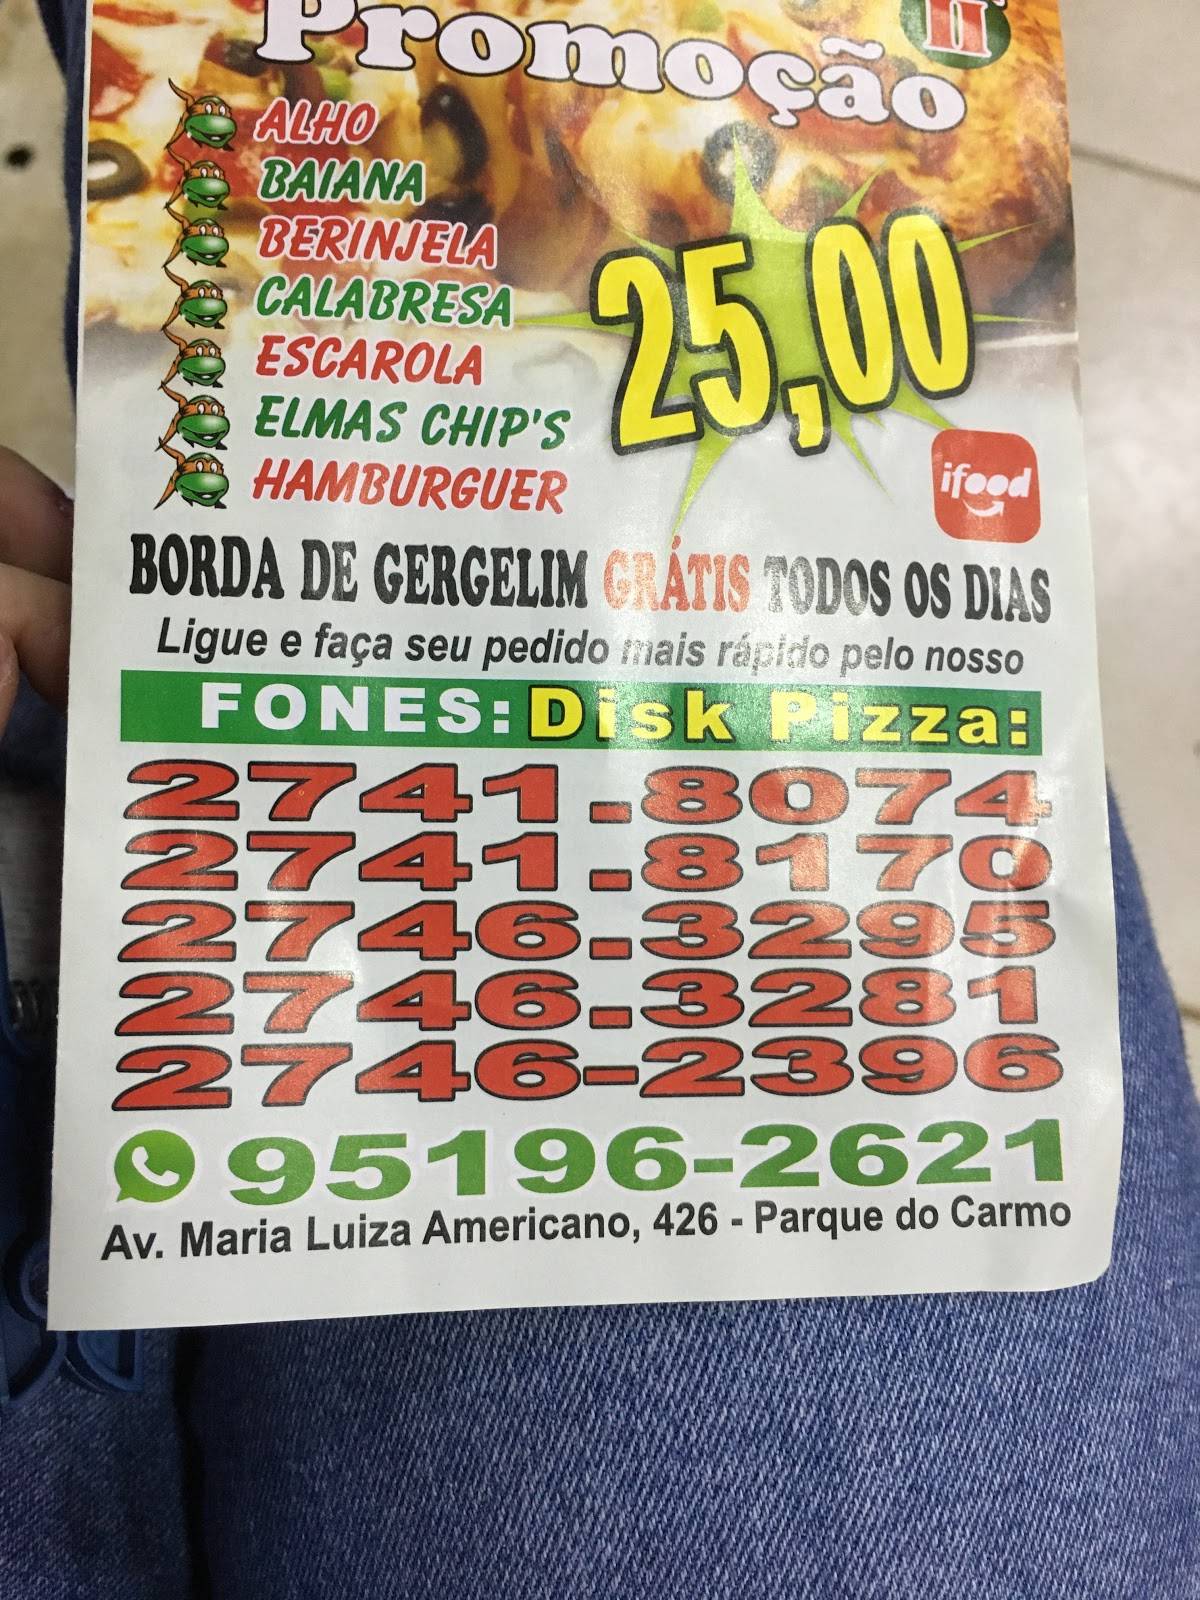 II
Promoção
ALHO
BAIANA
BERINJELA
CALABRESA
ESCAROLA
ELMAS CHIP'S
HAMBURGUER
25,00
ifood
BORDA DE GERGELIM GRÁTIS TODOS OS DIAS
Ligue e faça seu pedido mais rápido pelo nosso
FONES: Disk Pizza:
2741.8074
2741.8170
2746.3295
2746.3281
2746-2396
95196-2621
Av. Maria Luiza Americano, 426 - Parque do Carmo